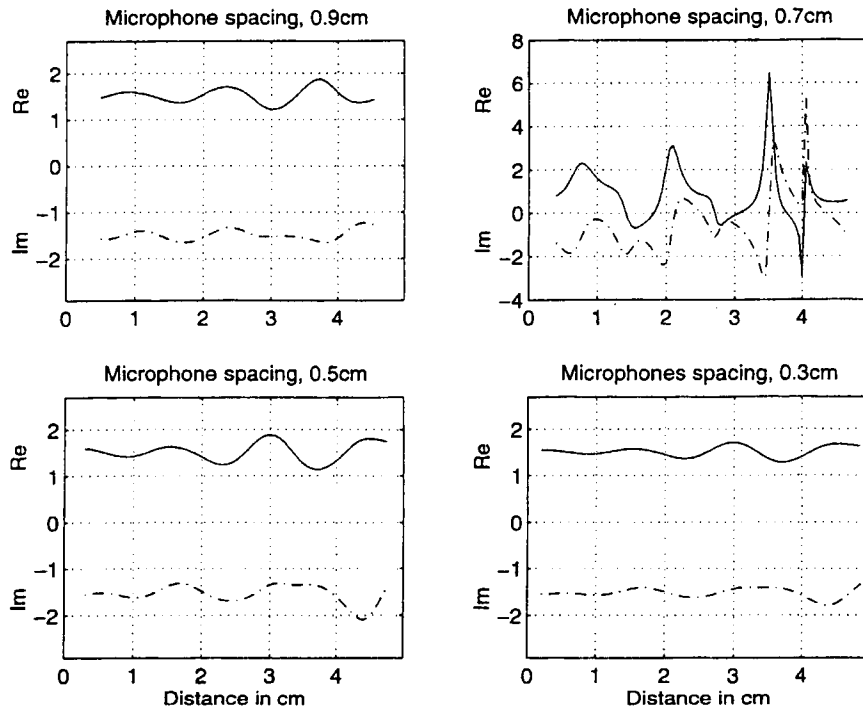 Microphone spacing, 0.9cm
2
1
0
−1
−2
Re
Im
0 1 2 3 4
Microphone spacing, 0.7cm
8
6
4
2
0
−2
−4
Re
Im
0 1 2 3 4
Microphone spacing, 0.5cm
2
1
0
−1
−2
Re
Im
0 1 2 3 4
Distance in cm
Microphones spacing, 0.3cm
2
1
0
−1
−2
Re
Im
0 1 2 3 4
Distance in cm